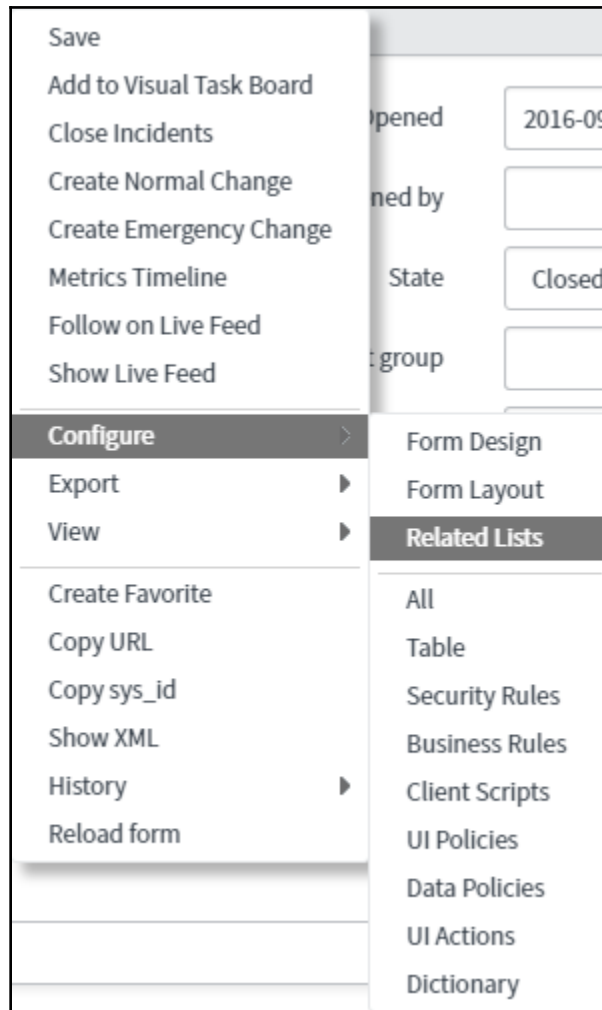 Save
Add to Visual Task Board
Close Incidents
Create Normal Change
Create Emergency Change
Metrics Timeline
Follow on Live Feed
Show Live Feed
Configure
Export
View
Create Favorite
Copy URL
Copy sys_id
Show XML
History
Reload form
pened
2016-09
ned by
State
Closed
group
Form Design
Form Layout
Related Lists
All
Table
Security Rules
Business Rules
Client Scripts
UI Policies
Data Policies
UI Actions
Dictionary